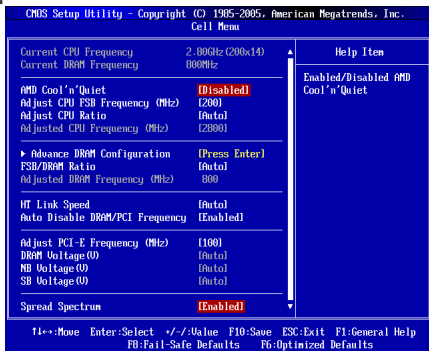 CMOS Setup Utility - Copyright (C) 1985-2005, American Megatrends, Inc.
Cell Menu
Current CPU Frequency 2.80GHz(200x14)
Current DRAM Frequency 800MHz
Help Item
AMD Cool'n'Quiet [Disabled]
Adjust CPU FSB Frequency (MHz) [200]
Adjust CPU Ratio [Auto]
Adjusted CPU Frequency (MHz) [2800]
Enabled/Disabled AMD
Cool'n'Quiet
▶ Advance DRAM Configuration [Press Enter]
FSB/DRAM Ratio [Auto]
Adjusted DRAM Frequency (MHz) 800
HT Link Speed [Auto]
Auto Disable DRAM/PCI Frequency [Enabled]
Adjust PCI-E Frequency (MHz) [100]
DRAM Voltage(V) [Auto]
NB Voltage(V) [Auto]
SB Voltage(V) [Auto]
Spread Spectrum [Enabled]
↑↓↔:Move Enter:Select +/-/:Value F10:Save ESC:Exit F1:General Help
F8:Fail-Safe Defaults F6:Optimized Defaults